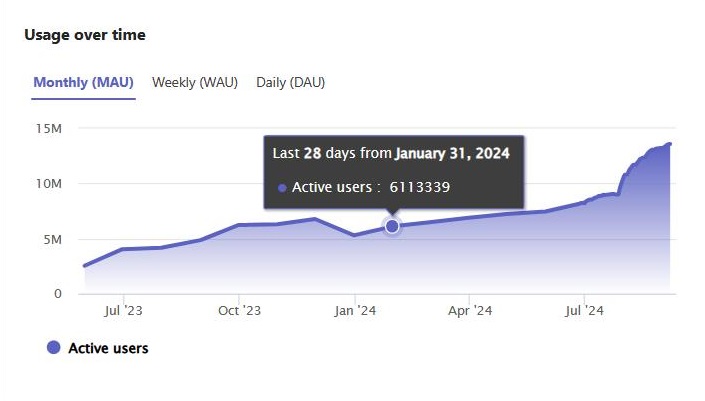 Usage over time
Monthly (MAU) Weekly (WAU) Daily (DAU)
15M
Last 28 days from January 31, 2024
10M
Active users : 6113339
5M
0
Jul '23 Oct '23 Jan '24 Apr '24 Jul '24
Active users